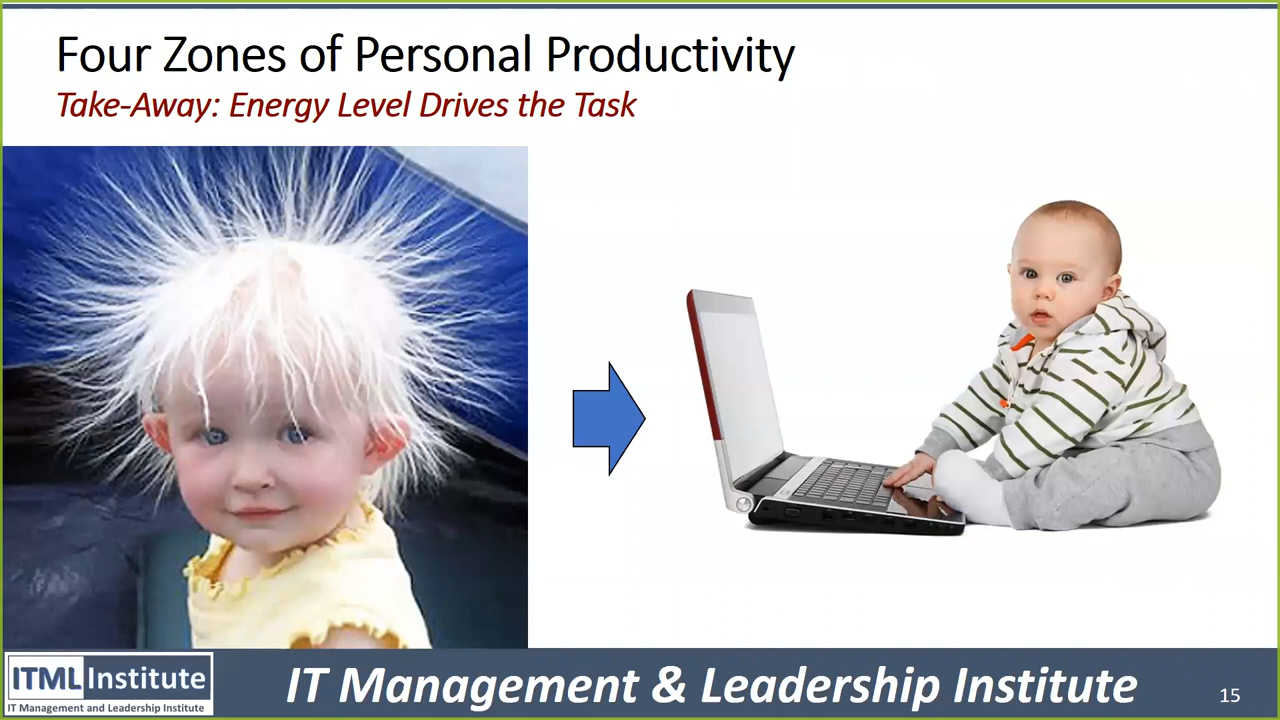 Four Zones of Personal Productivity
Take-Away: Energy Level Drives the Task
ITML Institute
IT Management and Leadership Institute
IT Management & Leadership Institute
15